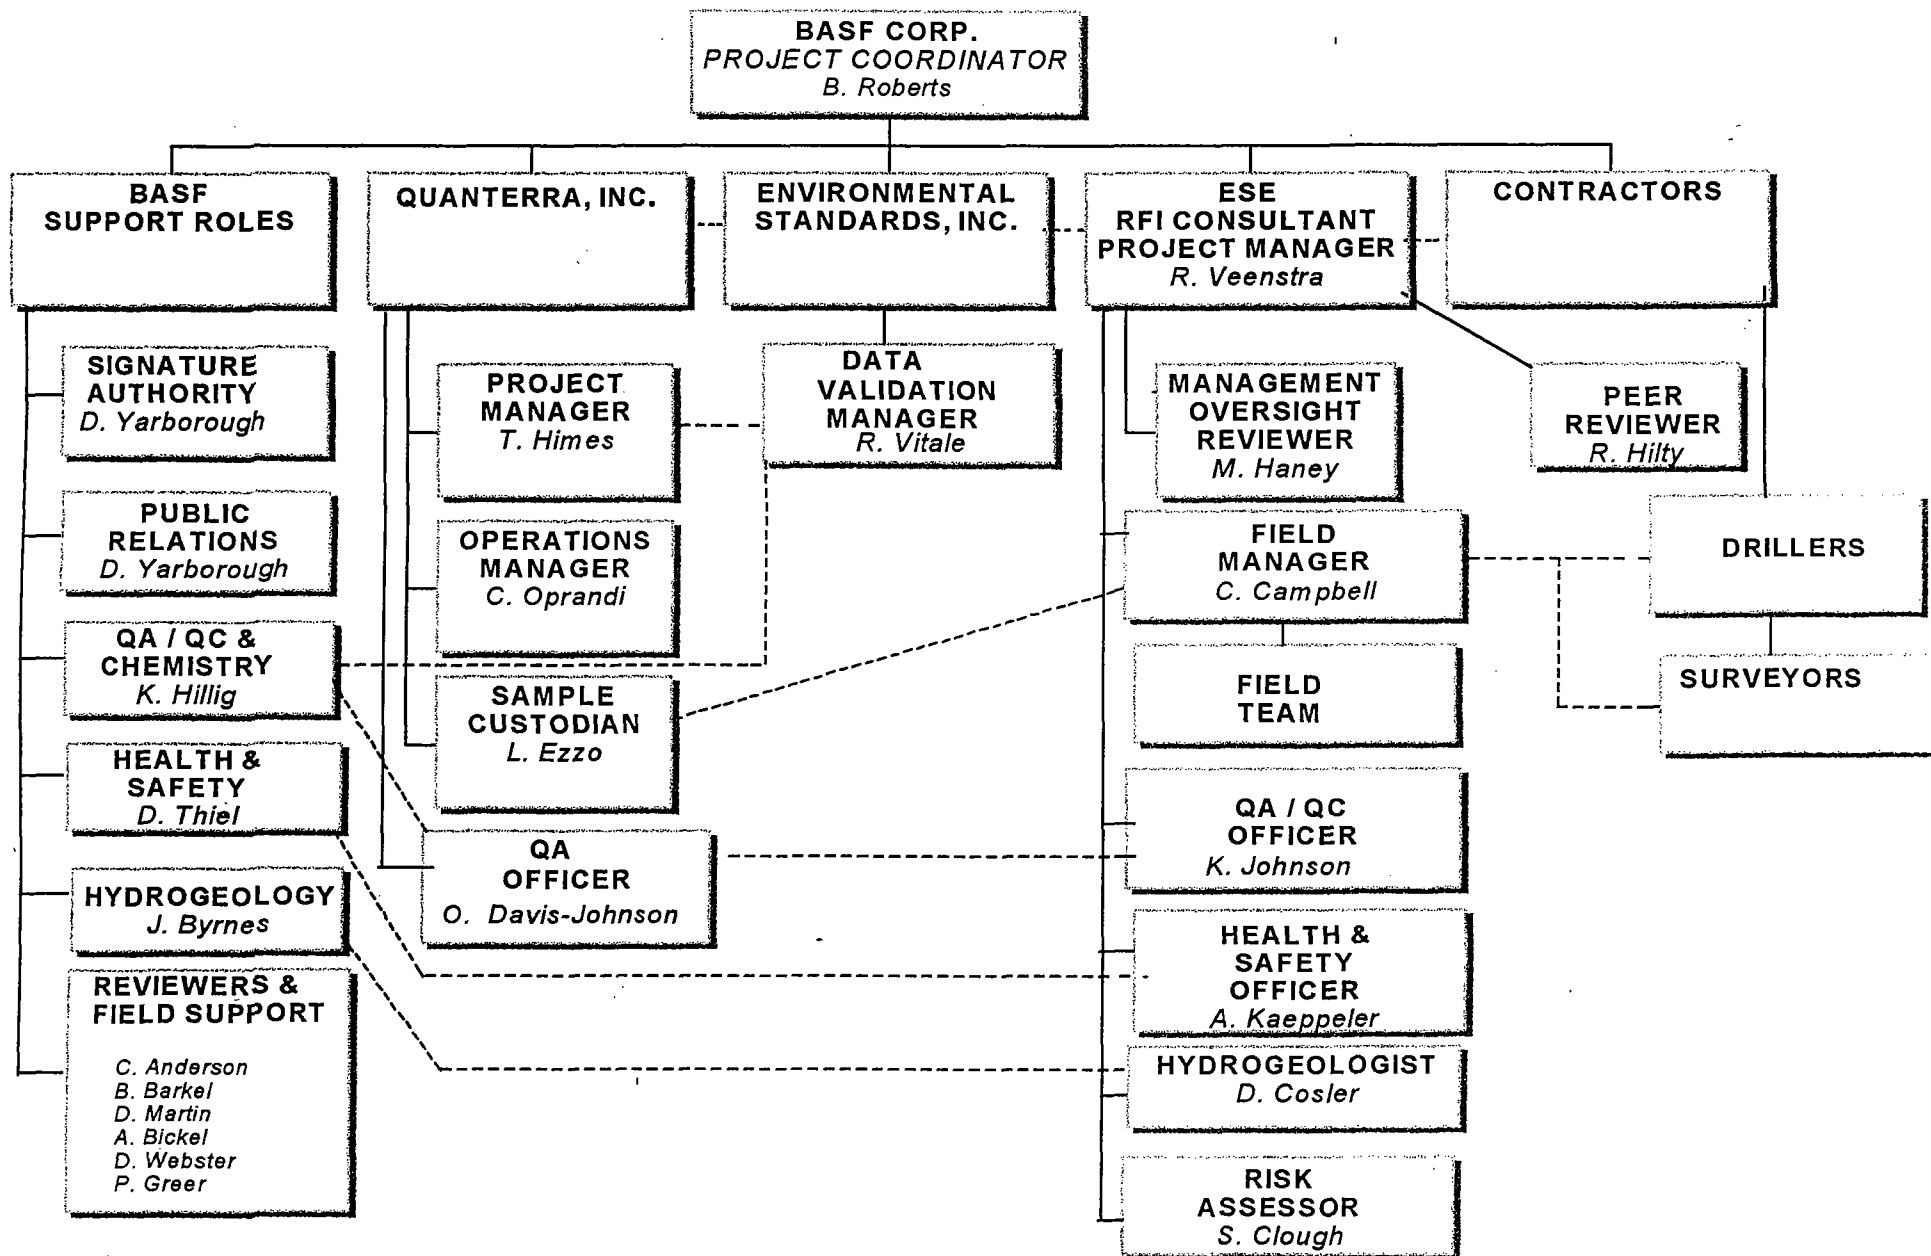 BASF CORP.
PROJECT COORDINATOR
B. Roberts
BASF
SUPPORT ROLES
QUANTERRA, INC.
ENVIRONMENTAL
STANDARDS, INC.
ESE
RFI CONSULTANT
PROJECT MANAGER
R. Veenstra
CONTRACTORS
SIGNATURE
AUTHORITY
D. Yarborough
PUBLIC
RELATIONS
D. Yarborough
QA / QC &
CHEMISTRY
K. Hillig
HEALTH &
SAFETY
D. Thiel
HYDROGEOLOGY
J. Byrnes
REVIEWERS &
FIELD SUPPORT
C. Anderson
B. Barkel
D. Martin
A. Bickel
D. Webster
P. Greer
PROJECT
MANAGER
T. Himes
OPERATIONS
MANAGER
C. Oprandi
SAMPLE
CUSTODIAN
L. Ezzo
QA
OFFICER
O. Davis-Johnson
DATA
VALIDATION
MANAGER
R. Vitale
MANAGEMENT
OVERSIGHT
REVIEWER
M. Haney
PEER
REVIEWER
R. Hilty
FIELD
MANAGER
C. Campbell
FIELD
TEAM
QA / QC
OFFICER
K. Johnson
HEALTH &
SAFETY
OFFICER
A. Kaeppeler
HYDROGEOLOGIST
D. Cosler
RISK
ASSESSOR
S. Clough
DRILLERS
SURVEYORS